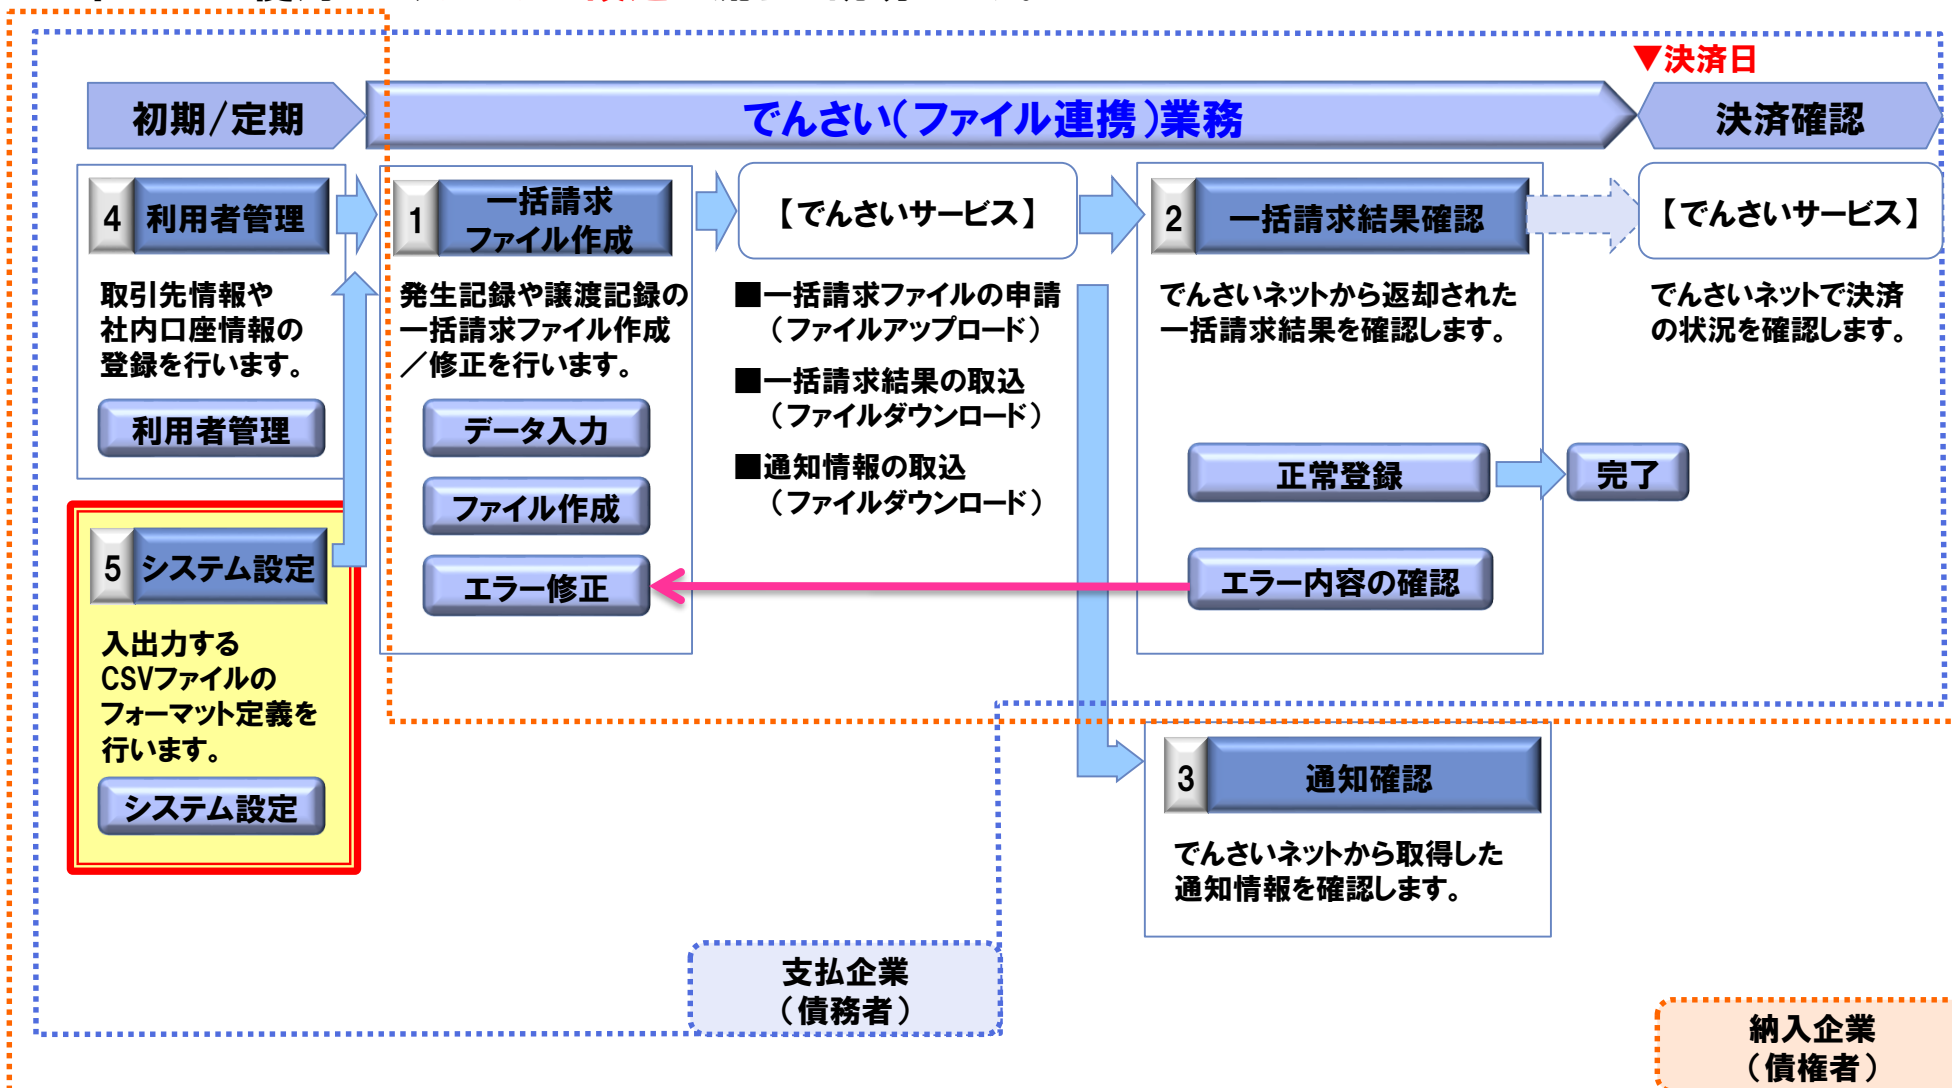 ▼決済日
初期/定期
でんさい(ファイル連携)業務
決済確認
4 利用者管理
取引先情報や
社内口座情報の
登録を行います。
利用者管理
5 システム設定
入出力する
CSVファイルの
フォーマット定義を
行います。
システム設定
1 一括請求
ファイル作成
発生記録や譲渡記録の
一括請求ファイル作成
／修正を行います。
データ入力
ファイル作成
エラー修正
【でんさいサービス】
■一括請求ファイルの申請
（ファイルアップロード）
■一括請求結果の取込
（ファイルダウンロード）
■通知情報の取込
（ファイルダウンロード）
2 一括請求結果確認
でんさいネットから返却された
一括請求結果を確認します。
正常登録
完了
エラー内容の確認
【でんさいサービス】
でんさいネットで決済
の状況を確認します。
3 通知確認
でんさいネットから取得した
通知情報を確認します。
支払企業
（債務者）
納入企業
（債権者）